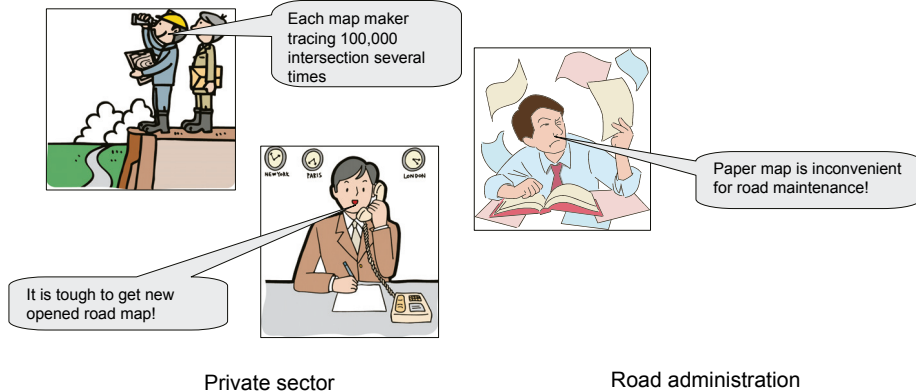 Each map maker
tracing 100,000
intersection several
times
Paper map is inconvenient
for road maintenance!
NEW YORK
PARIS
LONDON
It is tough to get new
opened road map!
Private sector
Road administration